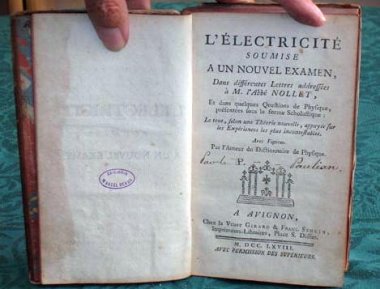 L'ÉLECTRICITÉ
SOUMISE
A UN NOUVEL EXAMEN,
Dans différentes Lettres addressées
à M. l'Abbé NOLLET,
Et dans quelques Questions de Physique,
présentées sous la forme Scholastique:
Le tout, selon une Théorie nouvelle, appuyée sur
les Expériences les plus incontestables.
Avec Figures.
Par l'Auteur du Dictionnaire de Physique.
P. Paulian.
A AVIGNON,
Chez la Veuve GIRARD & FRANÇ. SEGUIN,
Imprimeurs-Libraires, Place S. Didier.
M. DCC. LXVIII.
AVEC PERMISSION DES SUPERIEURS.